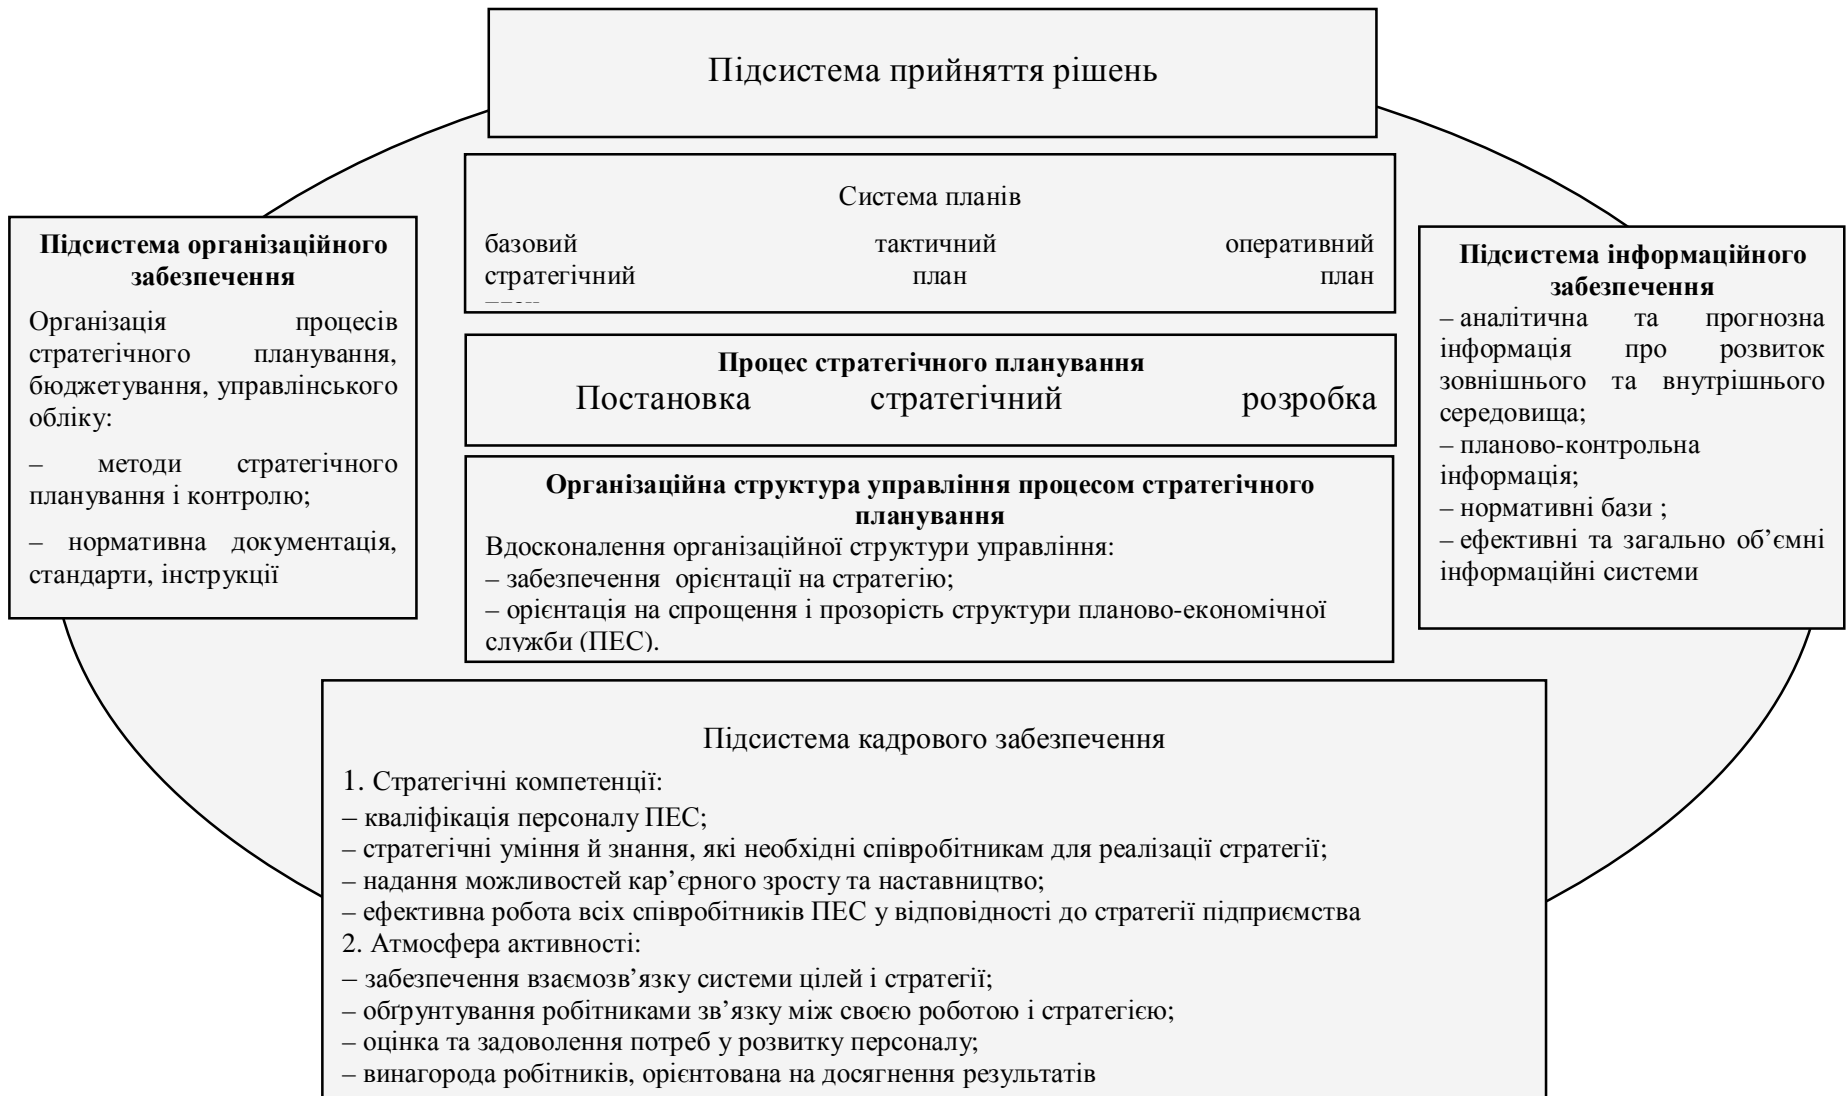 Підсистема прийняття рішень
Система планів
базовий тактичний оперативний
стратегічний план план
Підсистема організаційного
забезпечення
Організація процесів
стратегічного планування,
бюджетування, управлінського
обліку:
– методи стратегічного
планування і контролю;
– нормативна документація,
стандарти, інструкції
Процес стратегічного планування
Постановка стратегічний розробка
Організаційна структура управління процесом стратегічного
планування
Вдосконалення організаційної структури управління:
– забезпечення орієнтації на стратегію;
– орієнтація на спрощення і прозорість структури планово-економічної
служби (ПЕС).
Підсистема інформаційного
забезпечення
– аналітична та прогнозна
інформація про розвиток
зовнішнього та внутрішнього
середовища;
– планово-контрольна
інформація;
– нормативні бази ;
– ефективні та загально об’ємні
інформаційні системи
Підсистема кадрового забезпечення
1. Стратегічні компетенції:
– кваліфікація персоналу ПЕС;
– стратегічні уміння й знання, які необхідні співробітникам для реалізації стратегії;
– надання можливостей кар’єрного зросту та наставництво;
– ефективна робота всіх співробітників ПЕС у відповідності до стратегії підприємства
2. Атмосфера активності:
– забезпечення взаємозв’язку системи цілей і стратегії;
– обґрунтування робітниками зв’язку між своєю роботою і стратегією;
– оцінка та задоволення потреб у розвитку персоналу;
– винагорода робітників, орієнтована на досягнення результатів